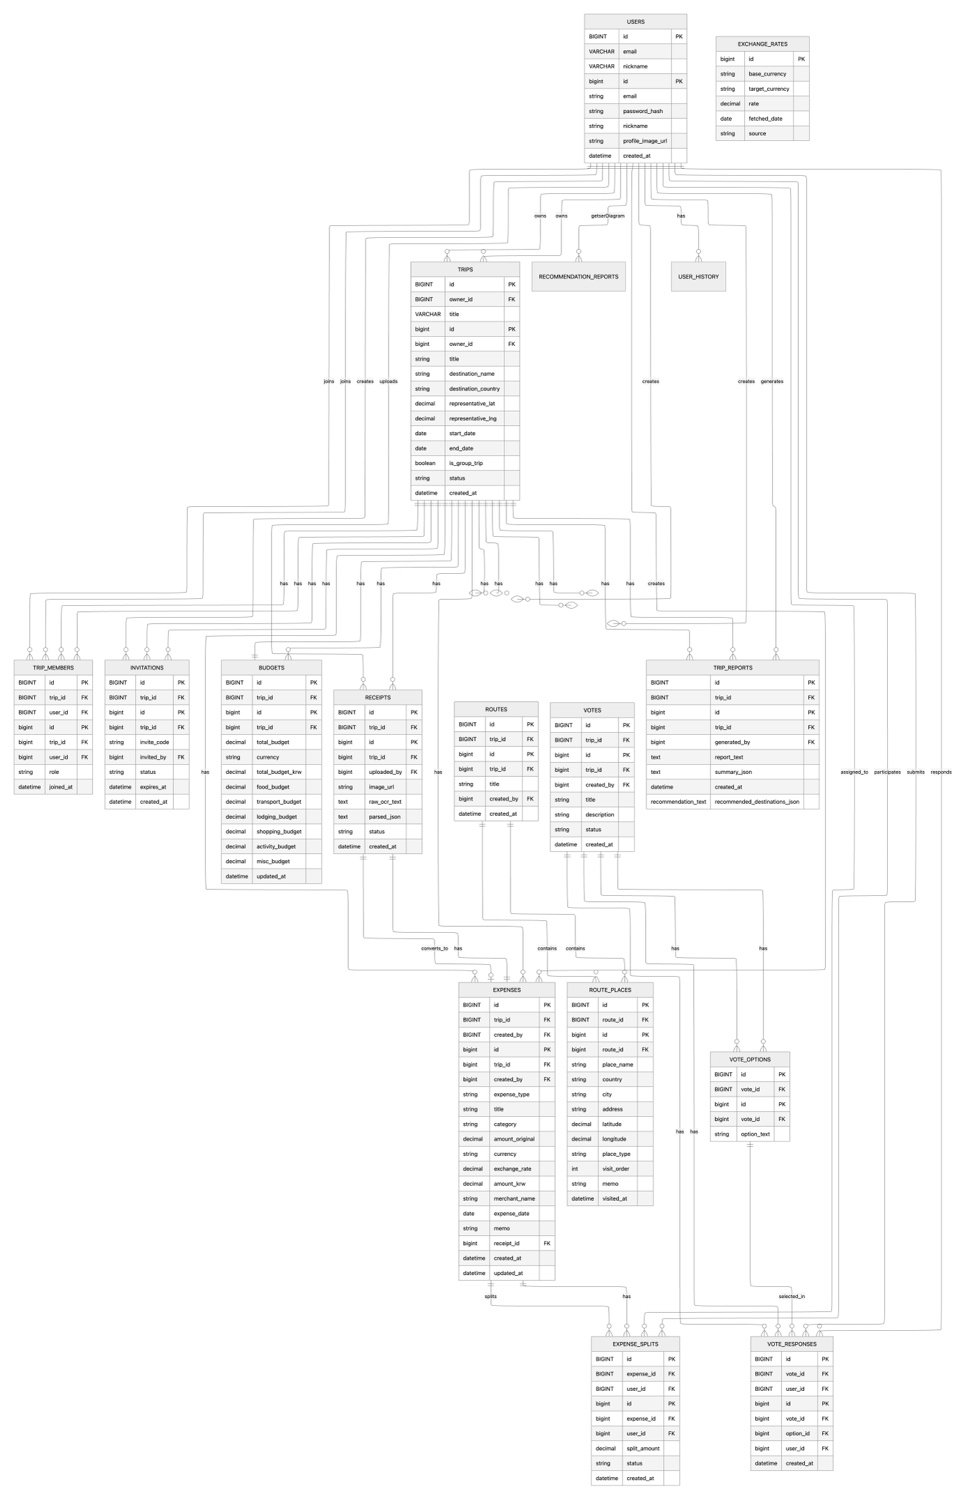 USERS
BIGINT id PK
VARCHAR email
VARCHAR nickname
bigint id PK
string email
string password_hash
string nickname
string profile_image_url
datetime created_at
EXCHANGE_RATES
bigint id PK
string base_currency
string target_currency
decimal rate
date fetched_date
string source
owns owns getserDiagram has
TRIPS
BIGINT id PK
BIGINT owner_id FK
VARCHAR title
bigint id PK
bigint owner_id FK
string title
string destination_name
string destination_country
decimal representative_lat
decimal representative_lng
date start_date
date end_date
boolean is_group_trip
string status
datetime created_at
RECOMMENDATION_REPORTS
USER_HISTORY
joins joins creates uploads creates creates generates
has has has has has has has has has has has has has creates
TRIP_MEMBERS
BIGINT id PK
BIGINT trip_id FK
BIGINT user_id FK
bigint id PK
bigint trip_id FK
bigint user_id FK
string role
datetime joined_at
INVITATIONS
BIGINT id PK
BIGINT trip_id FK
bigint id PK
bigint trip_id FK
string invite_code
bigint invited_by FK
string status
datetime expires_at
datetime created_at
BUDGETS
BIGINT id PK
BIGINT trip_id FK
bigint id PK
bigint trip_id FK
decimal total_budget
string currency
decimal total_budget_krw
decimal food_budget
decimal transport_budget
decimal lodging_budget
decimal shopping_budget
decimal activity_budget
decimal misc_budget
datetime updated_at
RECEIPTS
BIGINT id PK
BIGINT trip_id FK
bigint id PK
bigint trip_id FK
bigint uploaded_by FK
string image_url
text raw_ocr_text
text parsed_json
string status
datetime created_at
ROUTES
BIGINT id PK
BIGINT trip_id FK
bigint id PK
bigint trip_id FK
string title
bigint created_by FK
datetime created_at
VOTES
BIGINT id PK
BIGINT trip_id FK
bigint id PK
bigint trip_id FK
bigint created_by FK
string title
string description
string status
datetime created_at
TRIP_REPORTS
BIGINT id PK
BIGINT trip_id FK
bigint id PK
bigint trip_id FK
bigint generated_by FK
text report_text
text summary_json
datetime created_at
recommendation_text recommended_destinations_json
has has assigned_to participates submits responds
converts_to has contains contains has has
EXPENSES
BIGINT id PK
BIGINT trip_id FK
BIGINT created_by FK
bigint id PK
bigint trip_id FK
bigint created_by FK
string expense_type
string title
string category
decimal amount_original
string currency
decimal exchange_rate
decimal amount_krw
string merchant_name
date expense_date
string memo
bigint receipt_id FK
datetime created_at
datetime updated_at
ROUTE_PLACES
BIGINT id PK
BIGINT route_id FK
bigint id PK
bigint route_id FK
string place_name
string country
string city
string address
decimal latitude
decimal longitude
string place_type
int visit_order
string memo
datetime visited_at
VOTE_OPTIONS
BIGINT id PK
BIGINT vote_id FK
bigint id PK
bigint vote_id FK
string option_text
has has
splits has selected_in
EXPENSE_SPLITS
BIGINT id PK
BIGINT expense_id FK
BIGINT user_id FK
bigint id PK
bigint expense_id FK
bigint user_id FK
decimal split_amount
string status
datetime created_at
VOTE_RESPONSES
BIGINT id PK
BIGINT vote_id FK
BIGINT user_id FK
bigint id PK
bigint vote_id FK
bigint option_id FK
bigint user_id FK
datetime created_at